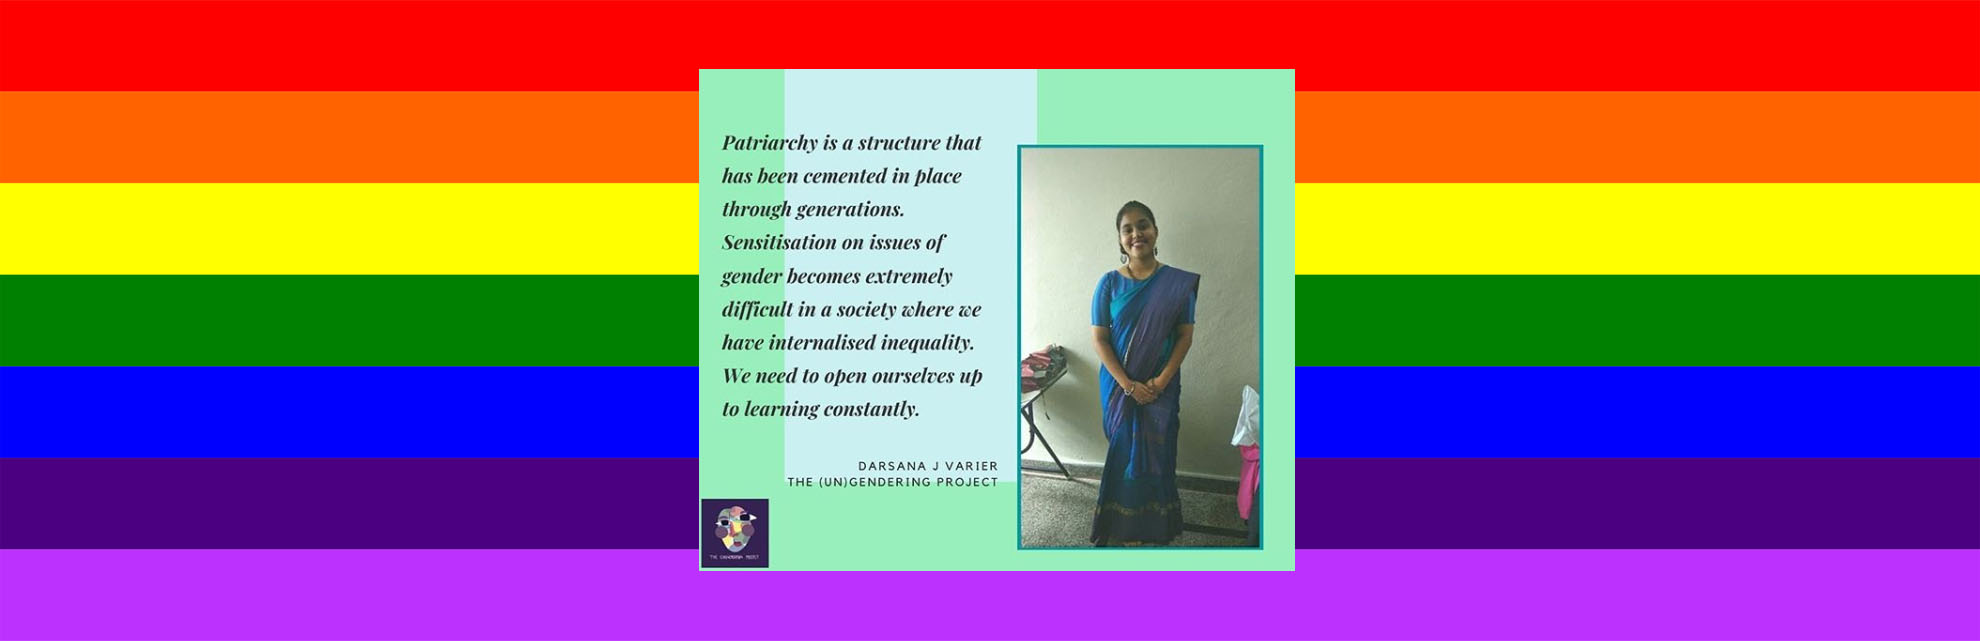 Patriarchy is a structure that
has been cemented in place
through generations.
Sensitisation on issues of
gender becomes extremely
difficult in a society where we
have internalised inequality.
We need to open ourselves up
to learning constantly.
DARSANA J VARIER
THE (UN)GENDERING PROJECT